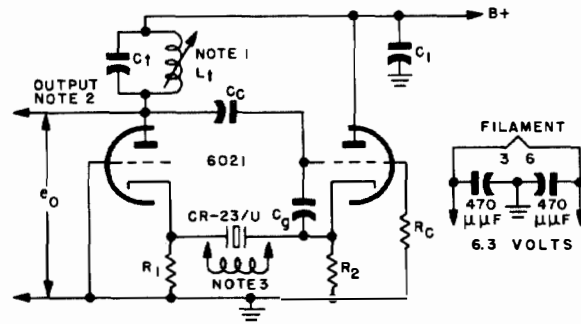 B+
Ct
NOTE 1
Lt
C1
OUTPUT
NOTE 2
Cc
6021
FILAMENT
3 6
e0
Cg
CR-23/U
Rc
470
μμF
470
μμF
6.3 VOLTS
R1
NOTE 3
R2